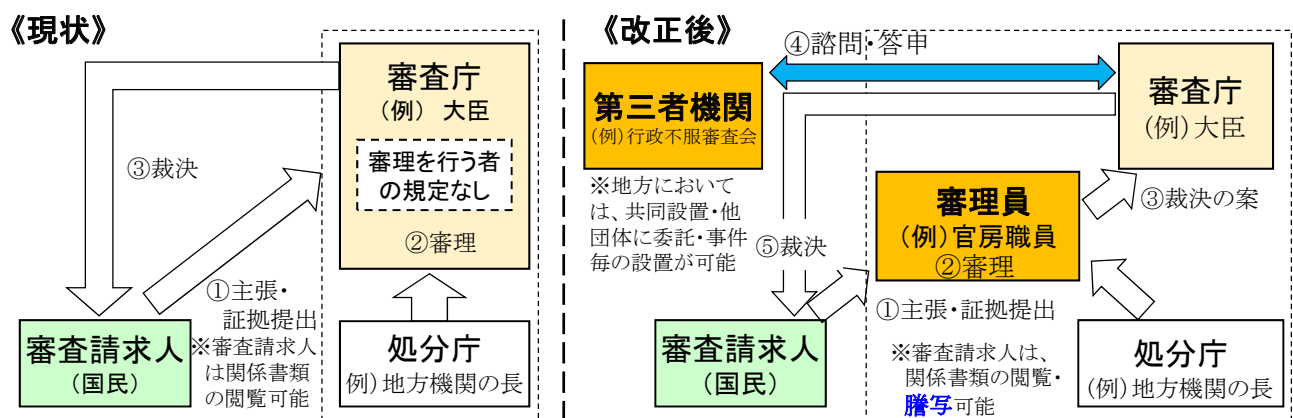 《現状》
審査庁
(例) 大臣
審理を行う者
の規定なし
②審理
③裁決
①主張・
証拠提出
※審査請求人
は関係書類
の閲覧可能
審査請求人
(国民)
処分庁
例)地方機関の長
《改正後》
④諮問・答申
第三者機関
(例)行政不服審査会
※地方において
は、共同設置・他
団体に委託・事件
毎の設置が可能
審査庁
(例)大臣
③裁決の案
審理員
(例)官房職員
②審理
⑤裁決
①主張・証拠提出
※審査請求人は、
関係書類の閲覧・
謄写可能
審査請求人
(国民)
処分庁
(例)地方機関の長